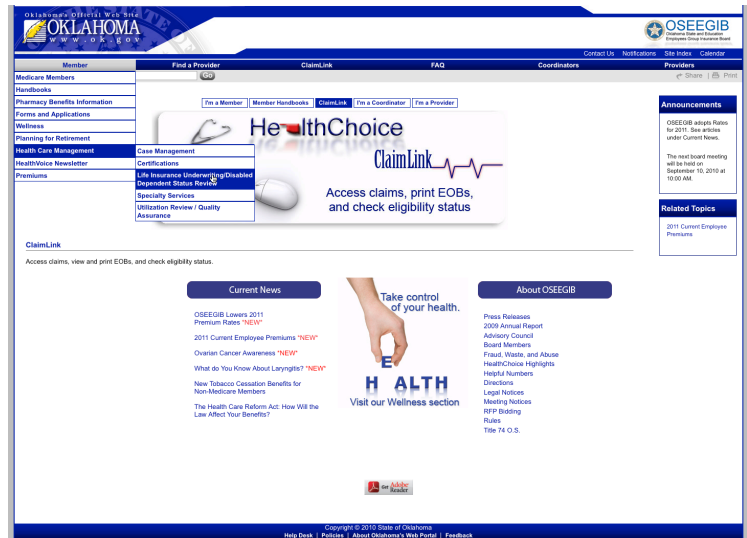 Oklahoma's Official Web Site
OKLAHOMA
www.ok.gov
OSEEGIB
Oklahoma State and Education
Employees Group Insurance Board
Contact Us Notifications Site Index Calendar
Member Find a Provider ClaimLink FAQ Coordinators Providers
Go
Share | Print
Medicare Members
Handbooks
Pharmacy Benefits Information
Forms and Applications
Wellness
Planning for Retirement
Health Care Management
HealthVoice Newsletter
Premiums
Case Management
Certifications
Life Insurance Underwriting/Disabled
Dependent Status Review
Specialty Services
Utilization Review / Quality
Assurance
I'm a Member Member Handbooks ClaimLink I'm a Coordinator I'm a Provider
HealthChoice
ClaimLink
Access claims, print EOBs,
and check eligibility status
Announcements
OSEEGIB adopts Rates
for 2011. See articles
under Current News.
The next board meeting
will be held on
September 10, 2010 at
10:00 AM.
Related Topics
2011 Current Employee
Premiums
ClaimLink
Access claims, view and print EOBs, and check eligibility status.
Current News
OSEEGIB Lowers 2011
Premium Rates *NEW*
2011 Current Employee Premiums *NEW*
Ovarian Cancer Awareness *NEW*
What do You Know About Laryngitis? *NEW*
New Tobacco Cessation Benefits for
Non-Medicare Members
The Health Care Reform Act: How Will the
Law Affect Your Benefits?
Take control
of your health.
E
H ALTH
Visit our Wellness section
About OSEEGIB
Press Releases
2009 Annual Report
Advisory Council
Board Members
Fraud, Waste, and Abuse
HealthChoice Highlights
Helpful Numbers
Directions
Legal Notices
Meeting Notices
RFP Bidding
Rules
Title 74 O.S.
Get Adobe
Reader
Copyright © 2010 State of Oklahoma
Help Desk | Policies | About Oklahoma's Web Portal | Feedback